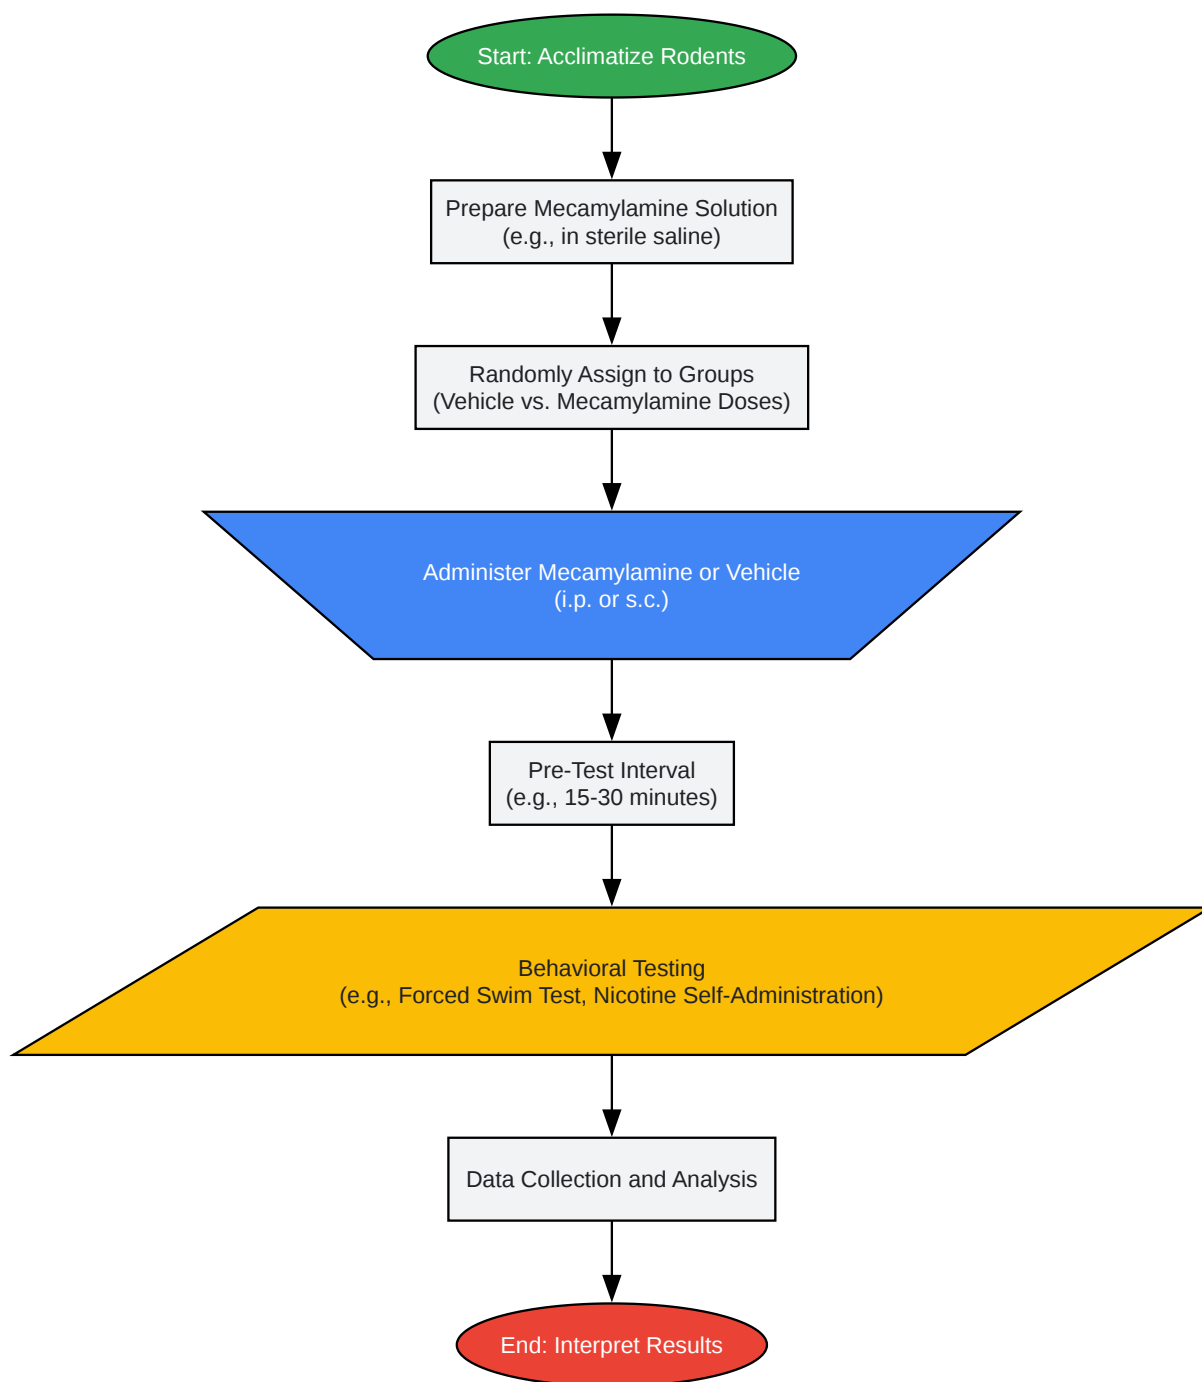 Start: Acclimatize Rodents
Prepare Mecamylamine Solution
(e.g., in sterile saline)
Randomly Assign to Groups
(Vehicle vs. Mecamylamine Doses)
Administer Mecamylamine or Vehicle
(i.p. or s.c.)
Pre-Test Interval
(e.g., 15-30 minutes)
Behavioral Testing
(e.g., Forced Swim Test, Nicotine Self-Administration)
Data Collection and Analysis
End: Interpret Results